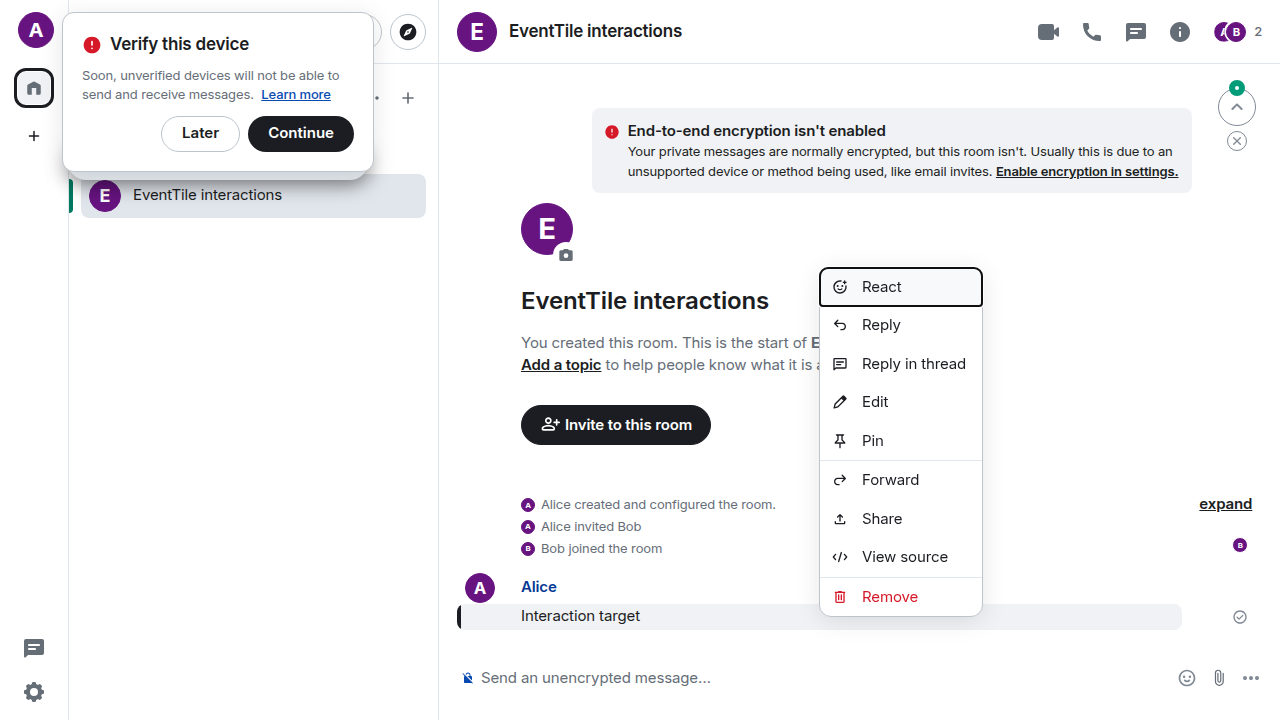 A
Verify this device
Soon, unverified devices will not be able to
send and receive messages. Learn more
Later
Continue
E
EventTile interactions
E
EventTile interactions
A
B
2
End-to-end encryption isn't enabled
Your private messages are normally encrypted, but this room isn't. Usually this is due to an
unsupported device or method being used, like email invites. Enable encryption in settings.
E
EventTile interactions
You created this room. This is the start of E
Add a topic to help people know what it is a
Invite to this room
React
Reply
Reply in thread
Edit
Pin
Forward
Share
View source
Remove
A Alice created and configured the room.
expand
A Alice invited Bob
B Bob joined the room
B
A
Alice
Interaction target
Send an unencrypted message...